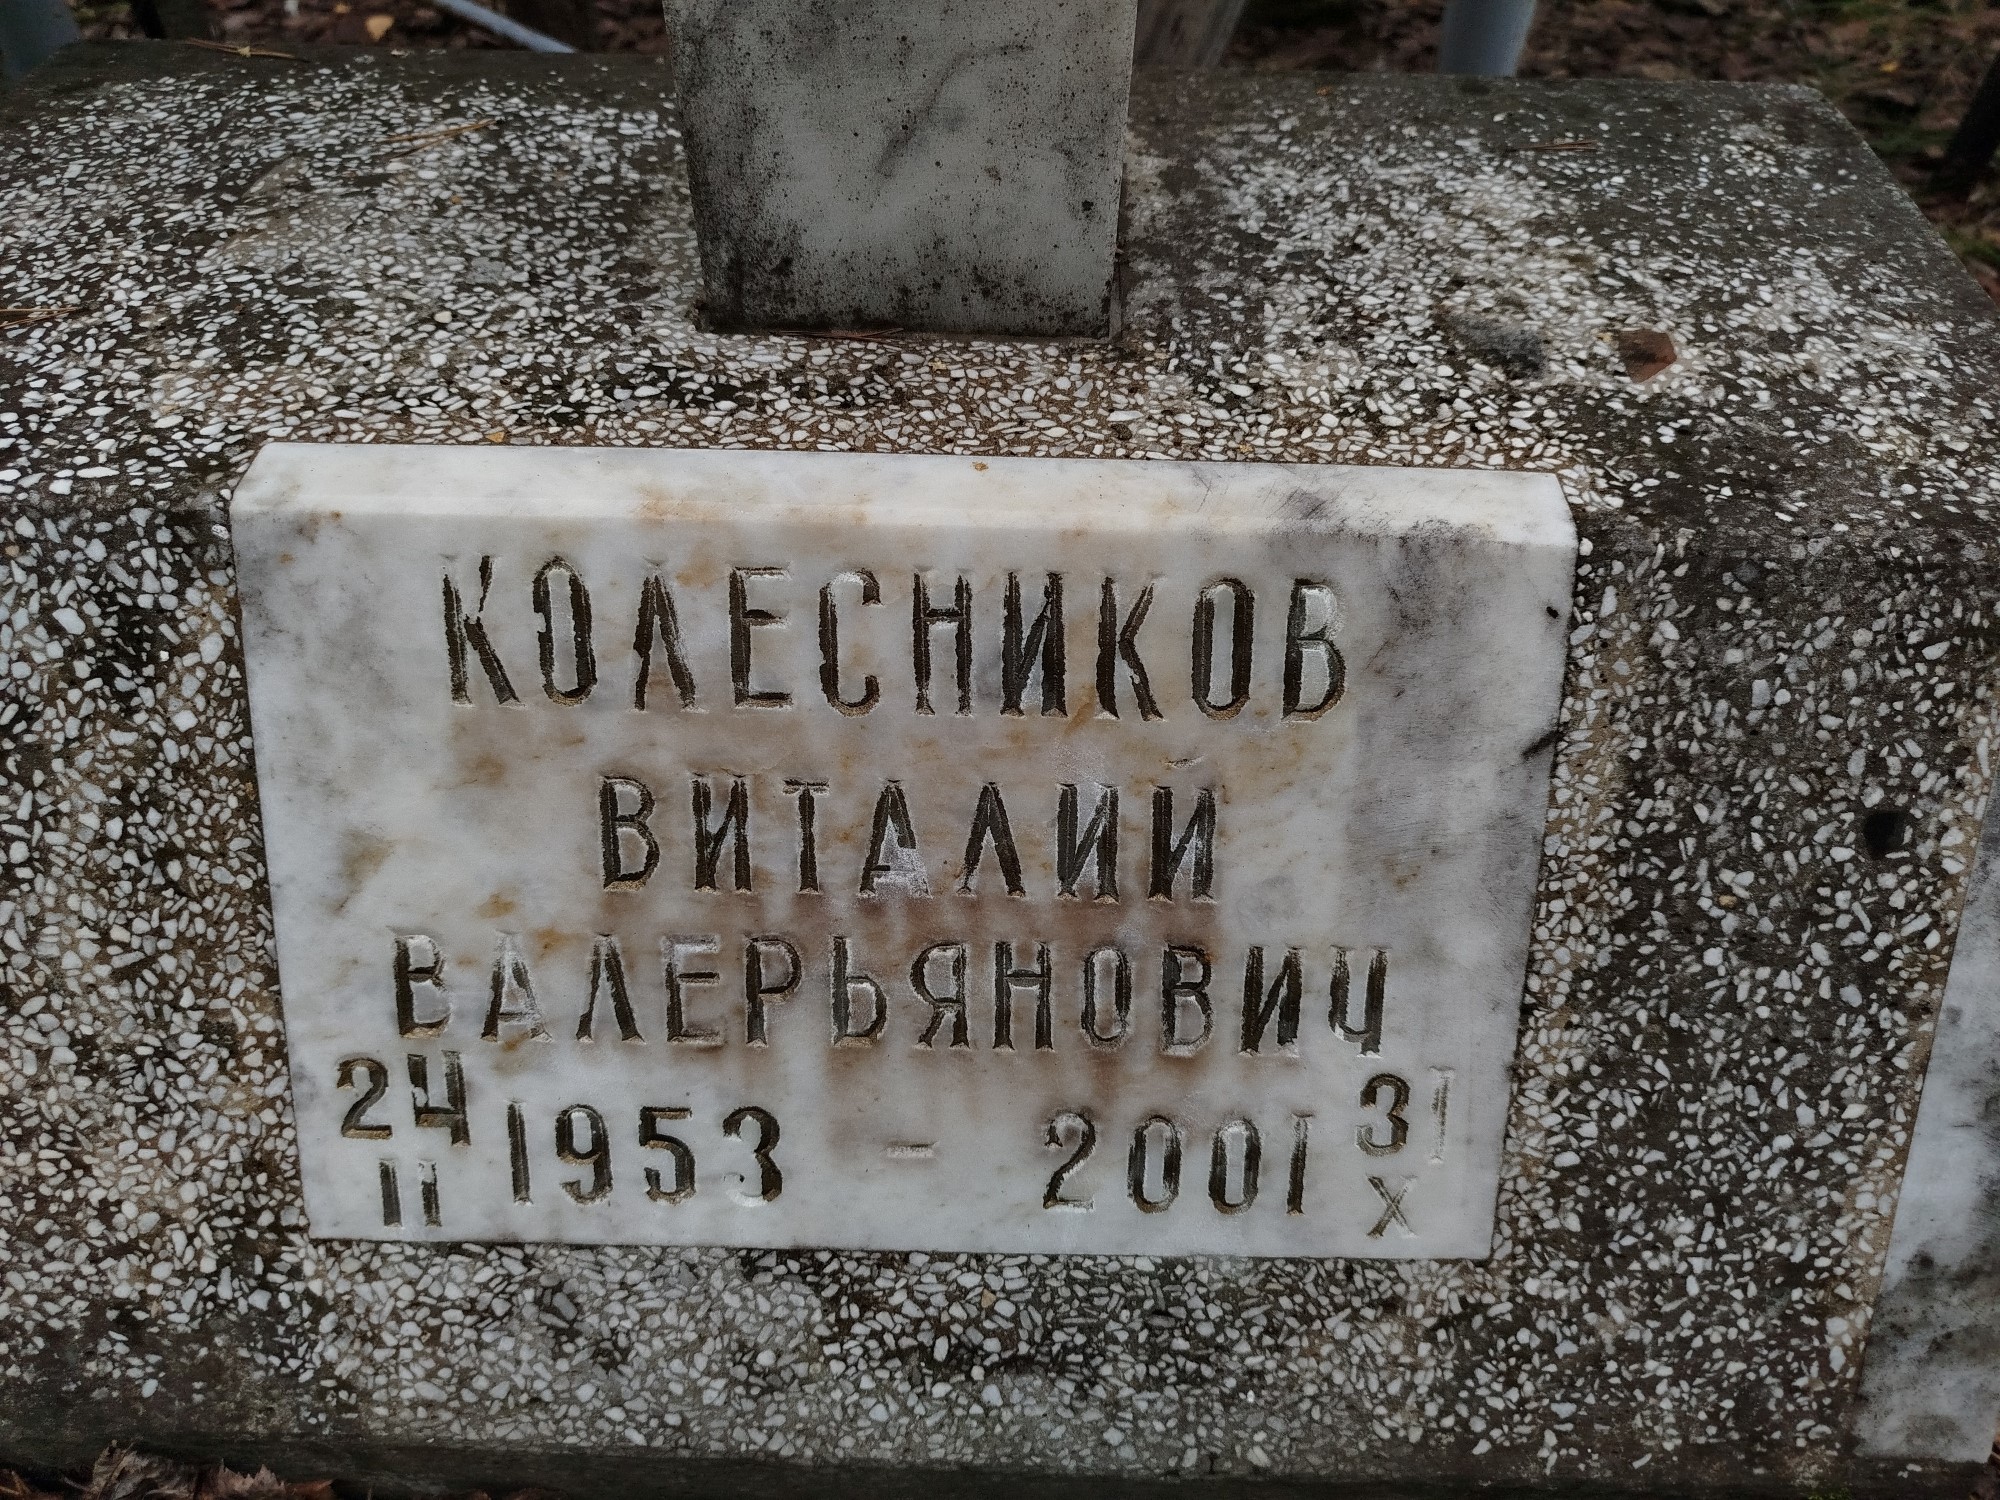 КОЛЕСНИКОВ
ВИТАЛИЙ
ВАЛЕРЬЯНОВИЧ
24 II 1953 - 2001 31 X